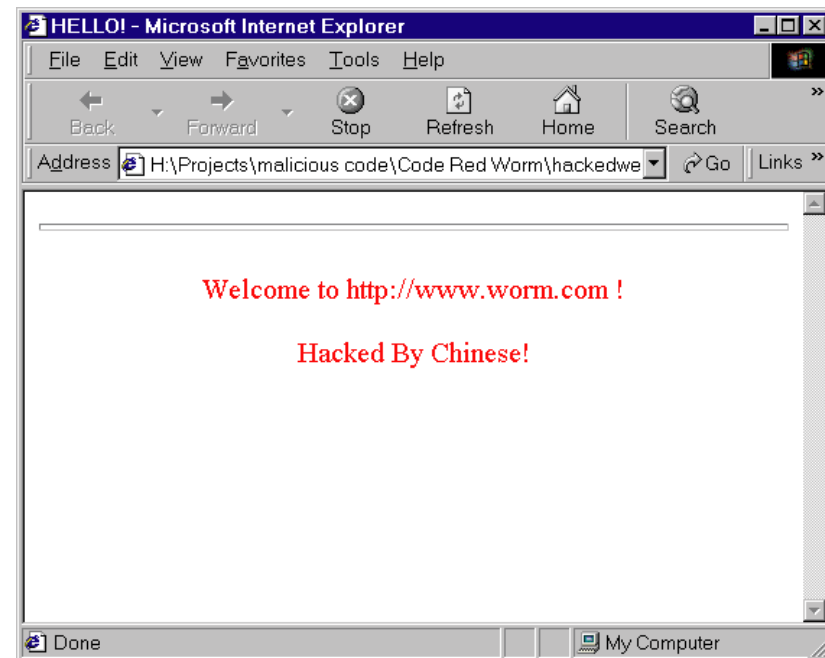 HELLO! - Microsoft Internet Explorer
File Edit View Favorites Tools Help
Back Forward Stop Refresh Home Search »
Address H:\Projects\malicious code\Code Red Worm\hackedwe Go Links »
Welcome to http://www.worm.com !
Hacked By Chinese!
Done My Computer